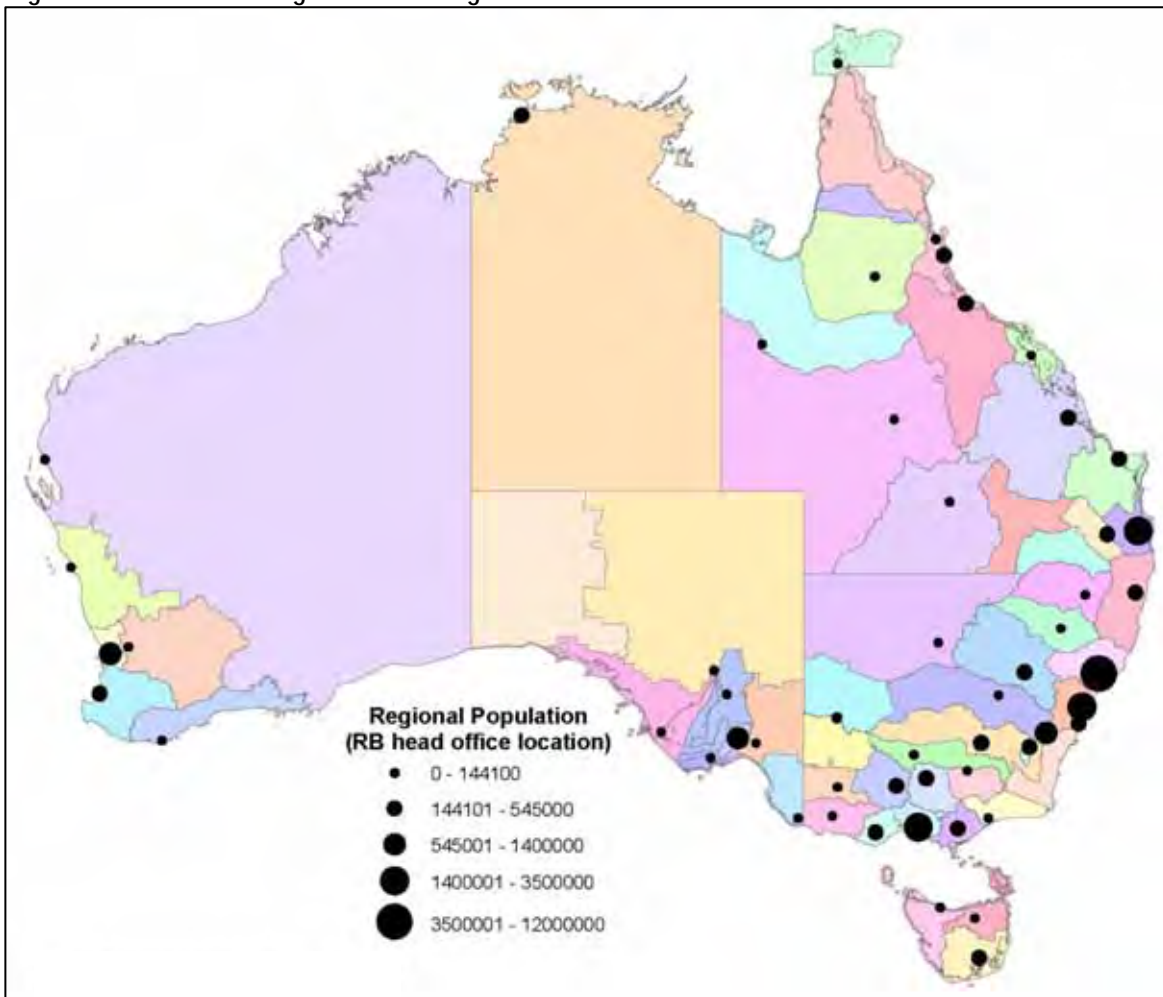 Regional Population
(RB head office location)
0 - 144100
144101 - 545000
545001 - 1400000
1400001 - 3500000
3500001 - 12000000